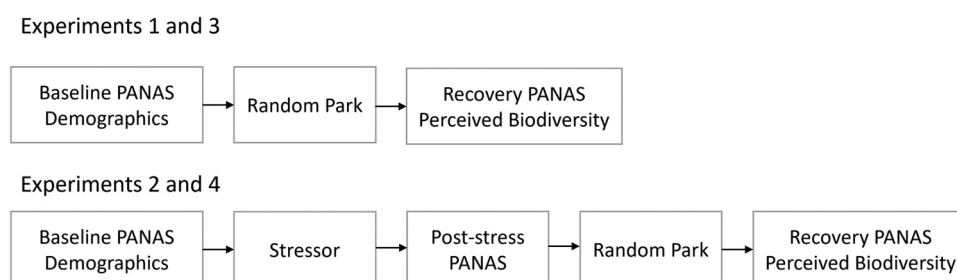 Experiments 1 and 3
Baseline PANAS
Demographics
Random Park
Recovery PANAS
Perceived Biodiversity
Experiments 2 and 4
Baseline PANAS
Demographics
Stressor
Post-stress
PANAS
Random Park
Recovery PANAS
Perceived Biodiversity